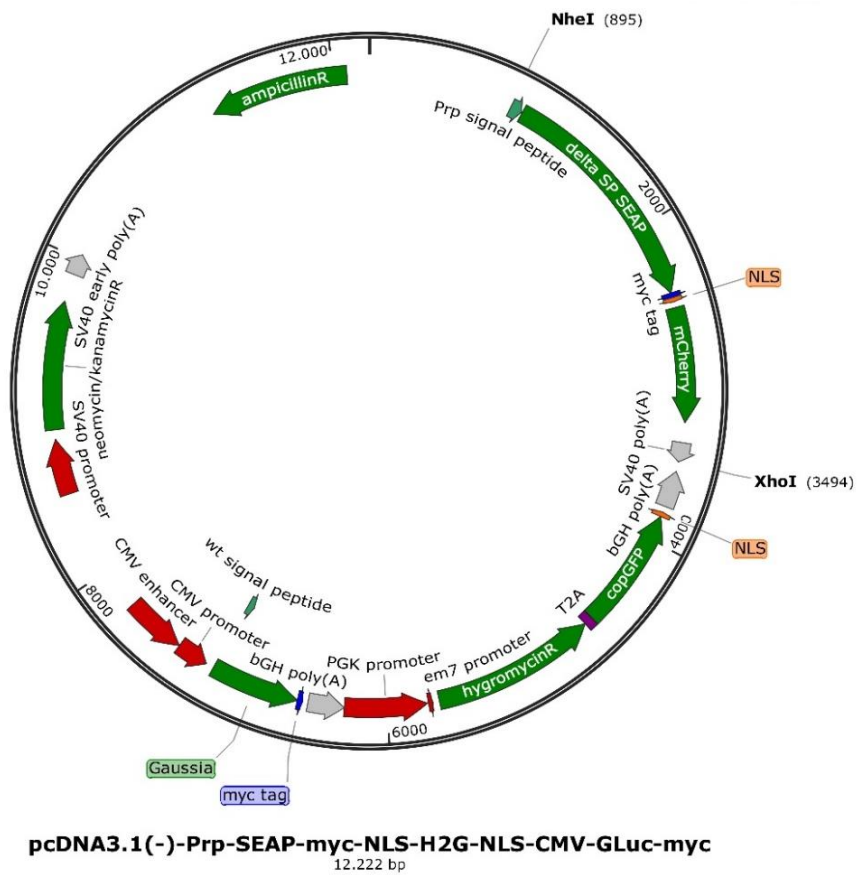 NheI (895)
12.000
ampicillinR
Prp signal peptide
delta SP SEAP
2000
NLS
myc tag
mCherry
10.000
SV40 early poly(A)
neomycin/kanamycinR
SV40 promoter
SV40 poly(A)
XhoI (3494)
bGH poly(A)
4000
NLS
copGFP
T2A
hygromycinR
em7 promoter
PGK promoter
6000
bGH poly(A)
wt signal peptide
CMV promoter
CMV enhancer
8000
Gaussia
myc tag
pcDNA3.1(-)-Prp-SEAP-myc-NLS-H2G-NLS-CMV-GLuc-myc
12.222 bp